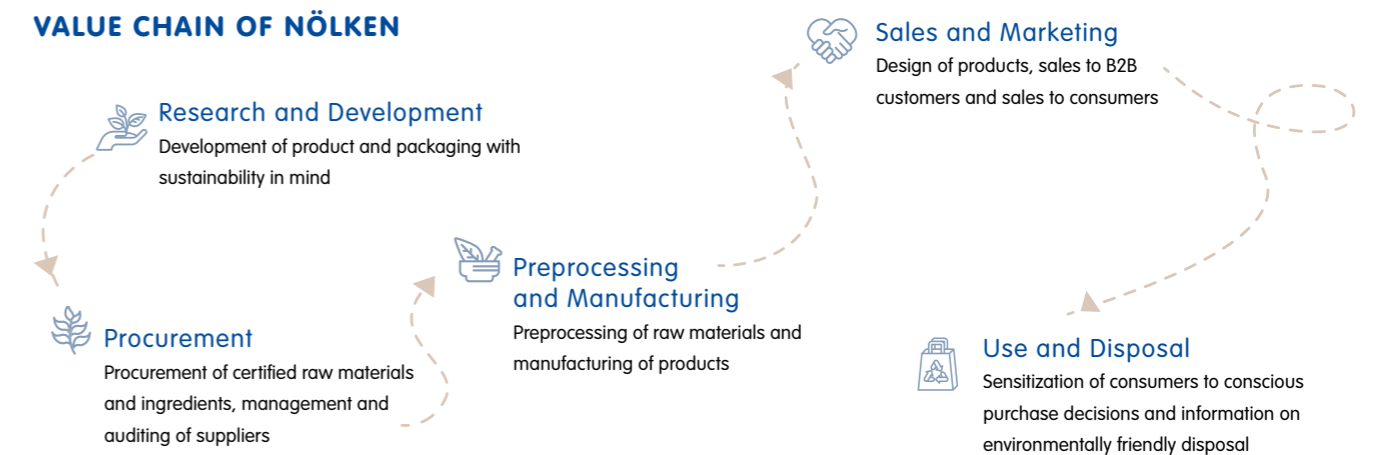 VALUE CHAIN OF NÖLKEN
Research and Development
Development of product and packaging with
sustainability in mind
Procurement
Procurement of certified raw materials
and ingredients, management and
auditing of suppliers
Preprocessing
and Manufacturing
Preprocessing of raw materials and
manufacturing of products
Sales and Marketing
Design of products, sales to B2B
customers and sales to consumers
Use and Disposal
Sensitization of consumers to conscious
purchase decisions and information on
environmentally friendly disposal